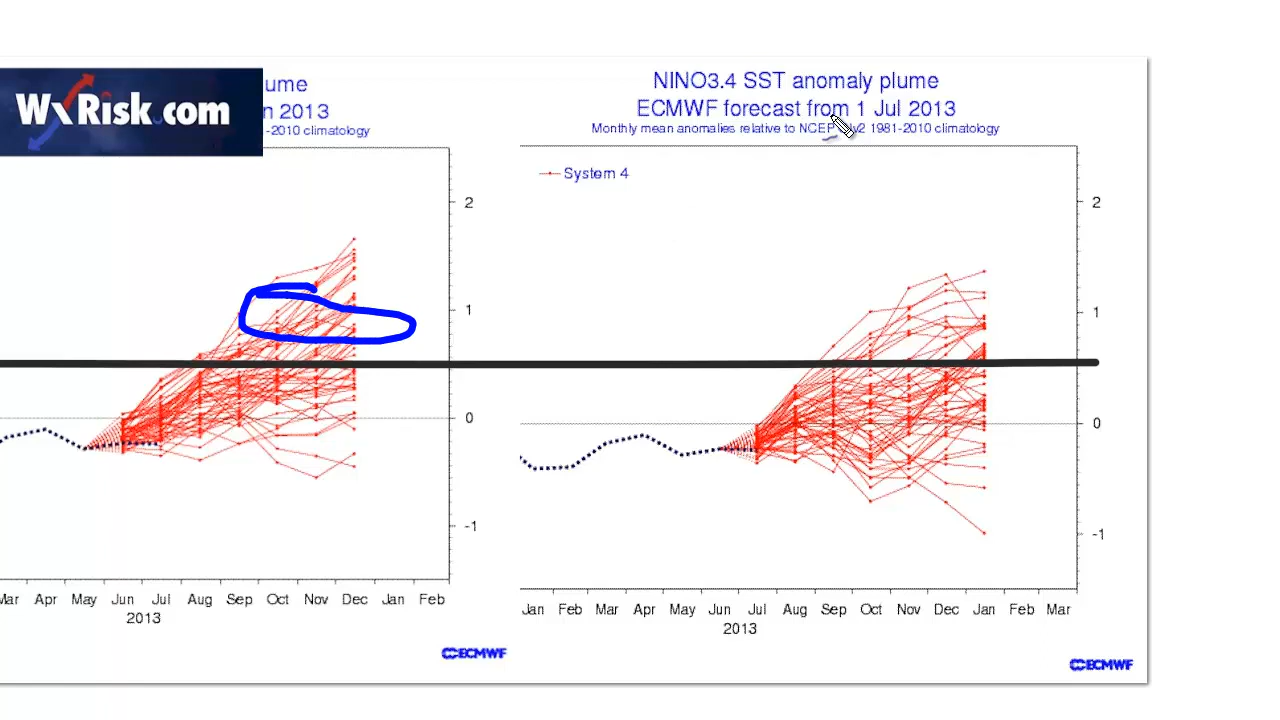 WxRisk.com
ume
n 2013
-2010 climatology
2
1
0
-1
Mar Apr May Jun Jul Aug Sep Oct Nov Dec Jan Feb
2013
ECMWF
NINO3.4 SST anomaly plume
ECMWF forecast from 1 Jul 2013
Monthly mean anomalies relative to NCEP 1981-2010 climatology
System 4
2
1
0
-1
Jan Feb Mar Apr May Jun Jul Aug Sep Oct Nov Dec Jan Feb Mar
2013
ECMWF